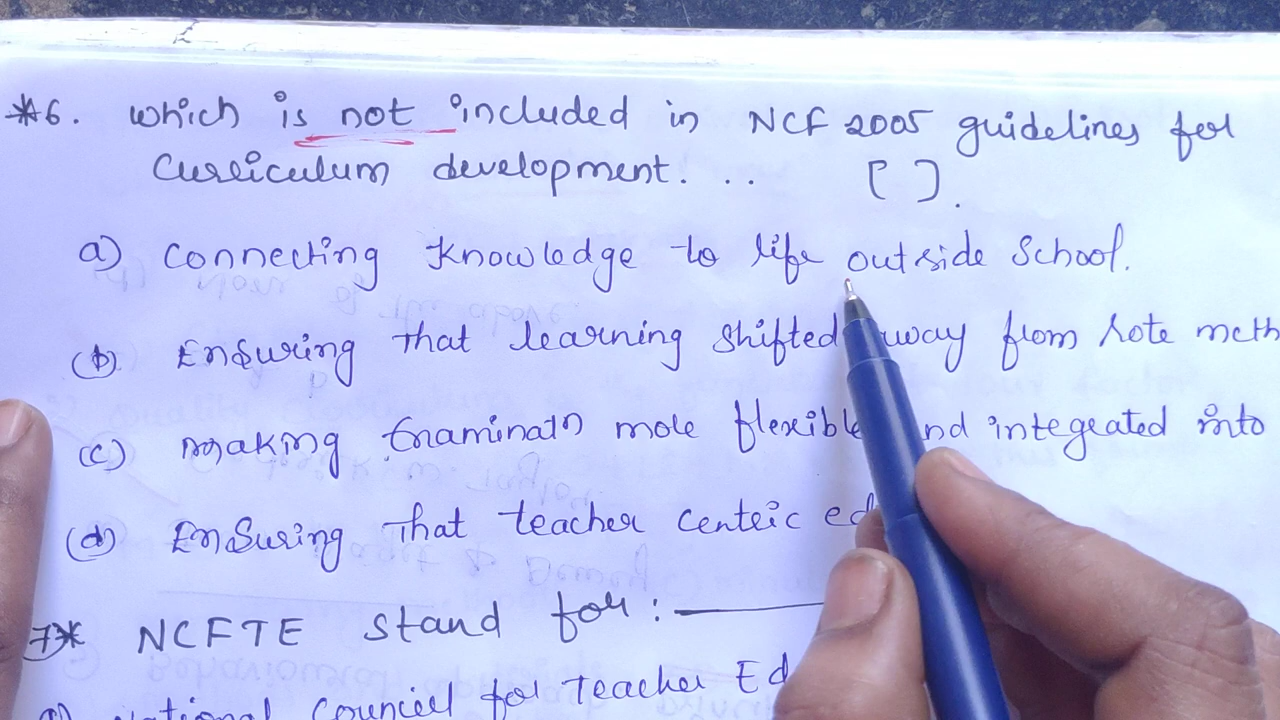 *6. which is not included in NCF 2005 guidelines for
Curriculum development. .. [ ].
a) Connecting Knowledge to life outside School.
(b). Ensuring that learning shifted away from rote meth
(c) making Examinatn more flexible and integrated into
(d) Ensuring That teacher centric ed
7* NCFTE stand for:
a) National Council for Teacher Ed